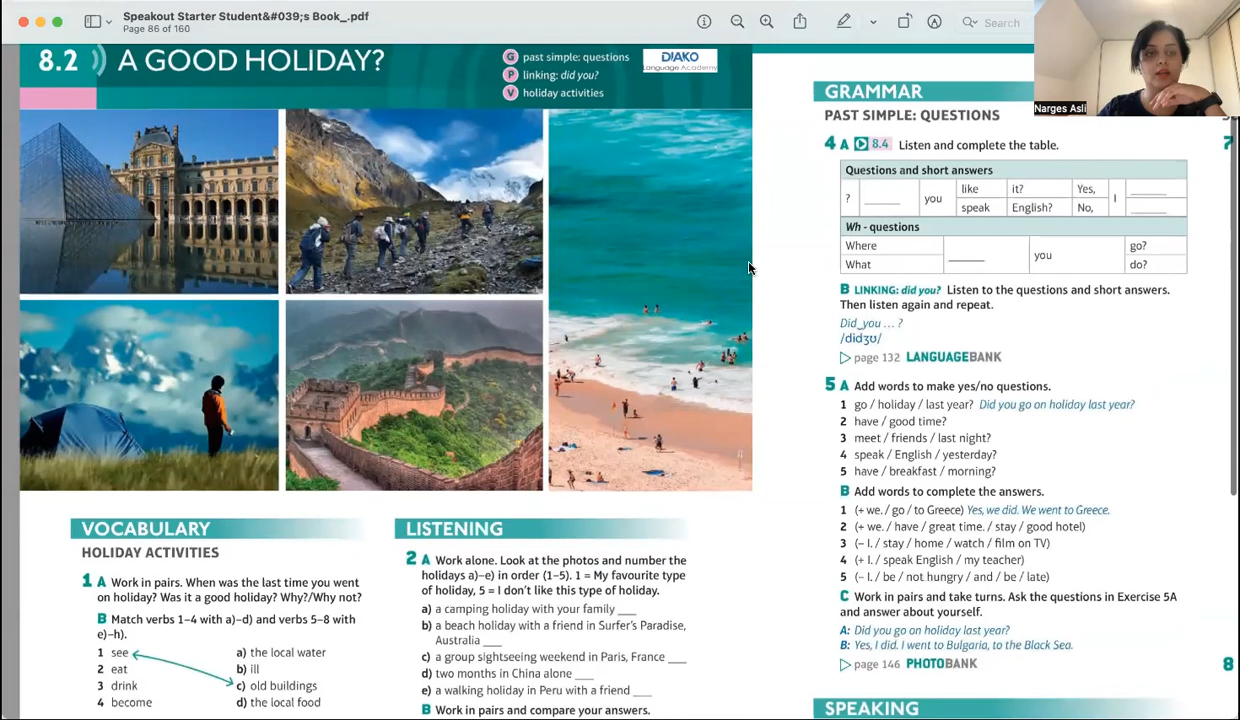 Speakout Starter Student&#039;s Book_.pdf
Page 86 of 160
Search
Narges Asli
8.2 A GOOD HOLIDAY?
G past simple: questions
P linking: did you?
V holiday activities
DIAKO
Language Academy
VOCABULARY
HOLIDAY ACTIVITIES
1 A Work in pairs. When was the last time you went
on holiday? Was it a good holiday? Why?/Why not?
B Match verbs 1–4 with a)–d) and verbs 5–8 with
e)–h).
1 see a) the local water
2 eat b) ill
3 drink c) old buildings
4 become d) the local food
LISTENING
2 A Work alone. Look at the photos and number the
holidays a)–e) in order (1–5). 1 = My favourite type
of holiday, 5 = I don't like this type of holiday.
a) a camping holiday with your family ___
b) a beach holiday with a friend in Surfer's Paradise,
Australia ___
c) a group sightseeing weekend in Paris, France ___
d) two months in China alone ___
e) a walking holiday in Peru with a friend ___
B Work in pairs and compare your answers.
GRAMMAR
PAST SIMPLE: QUESTIONS
4 A 8.4 Listen and complete the table.
Questions and short answers
? ______ you like it? Yes, I ______
speak English? No, ______
Wh - questions
Where ______ you go?
What do?
B LINKING: did you? Listen to the questions and short answers.
Then listen again and repeat.
Did‿you … ?
/dɪdʒʊ/
page 132 LANGUAGEBANK
5 A Add words to make yes/no questions.
1 go / holiday / last year? Did you go on holiday last year?
2 have / good time?
3 meet / friends / last night?
4 speak / English / yesterday?
5 have / breakfast / morning?
B Add words to complete the answers.
1 (+ we. / go / to Greece) Yes, we did. We went to Greece.
2 (+ we. / have / great time. / stay / good hotel)
3 (– I. / stay / home / watch / film on TV)
4 (+ I. / speak English / my teacher)
5 (– I. / be / not hungry / and / be / late)
C Work in pairs and take turns. Ask the questions in Exercise 5A
and answer about yourself.
A: Did you go on holiday last year?
B: Yes, I did. I went to Bulgaria, to the Black Sea.
page 146 PHOTOBANK
SPEAKING
7
8